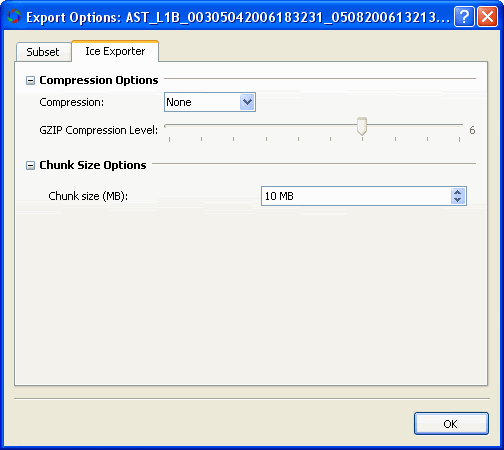 Export Options: AST_L1B_00305042006183231_0508200613213...
Subset Ice Exporter
Compression Options
Compression: None
GZIP Compression Level: 6
Chunk Size Options
Chunk size (MB): 10 MB
OK